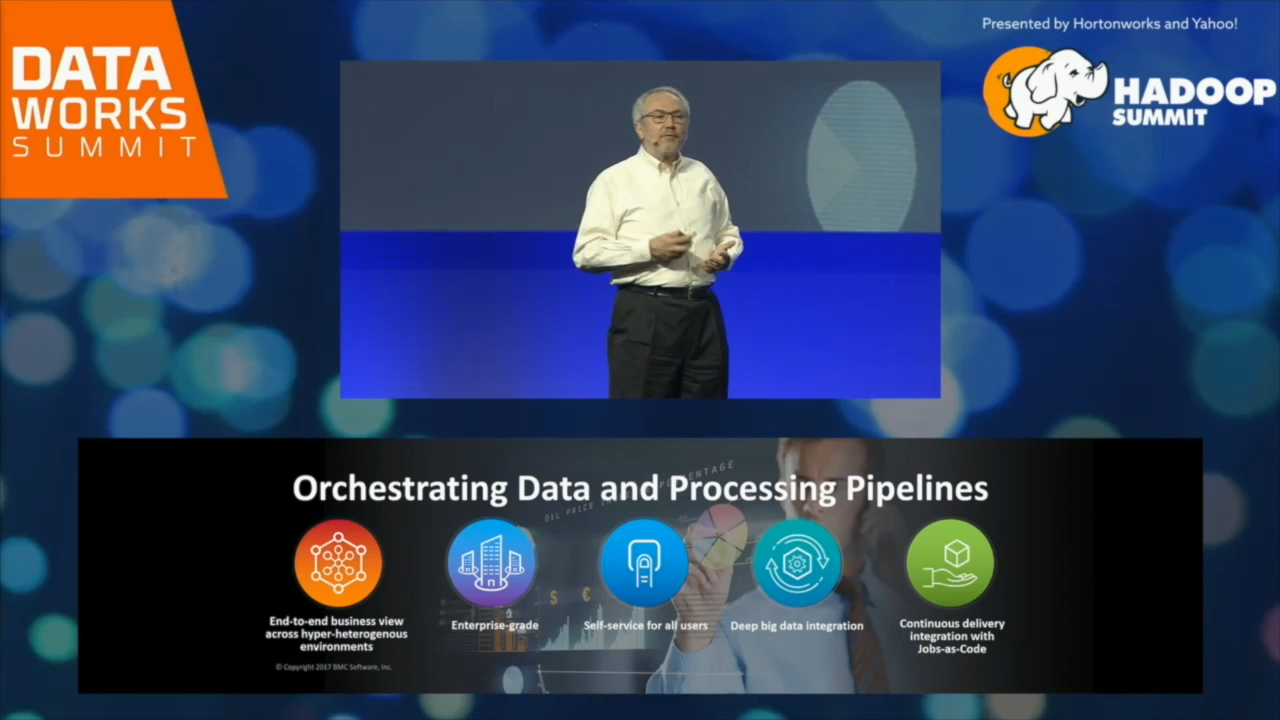 DATA
WORKS
SUMMIT
Presented by Hortonworks and Yahoo!
HADOOP
SUMMIT
Orchestrating Data and Processing Pipelines
OIL PRICE
$ €
End-to-end business view
across hyper-heterogenous
environments
Enterprise-grade
Self-service for all users
Deep big data integration
Continuous delivery
integration with
Jobs-as-Code
© Copyright 2017 BMC Software, Inc.